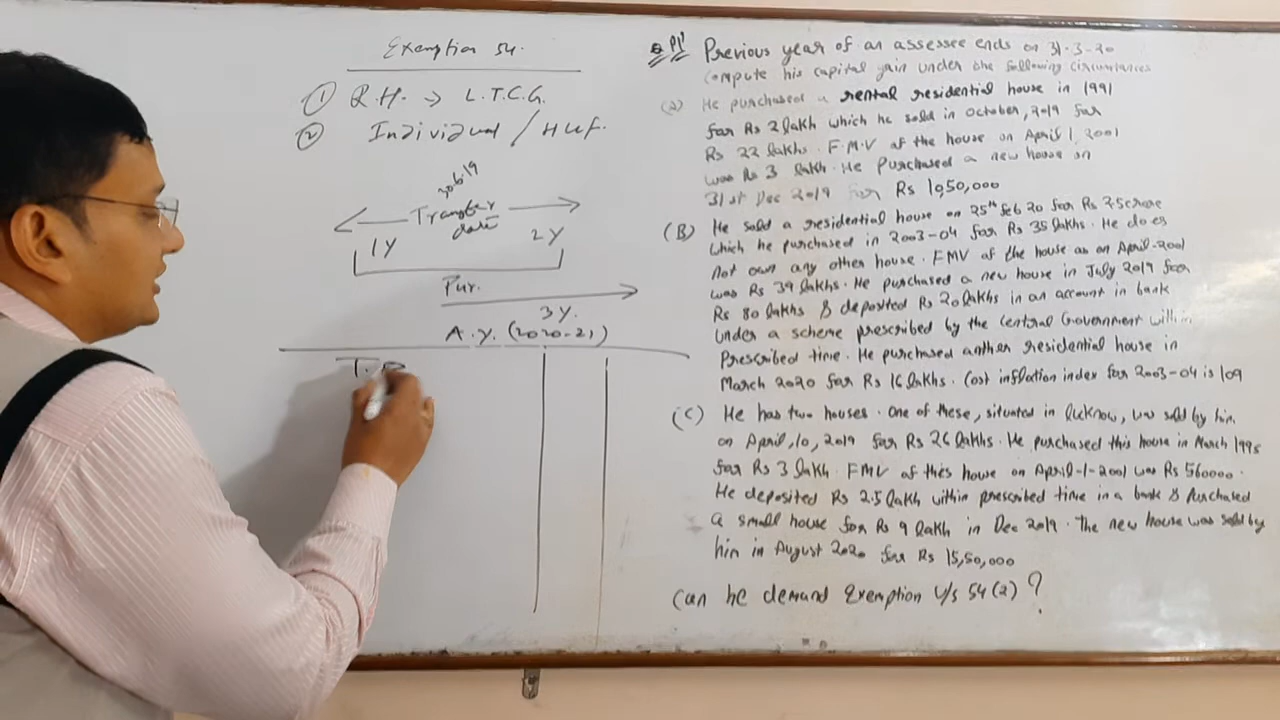 Exemption 54.
① R.H. → L.T.C.G.
② Individual / HUF.
30619
Transfer
date
1Y
2Y
Pur.
3Y.
A.Y. (2020-21)
T.
Previous year of an assessee ends on 31.3.20
Compute his capital gain under the following circumstances
(a) He purchased a rental residential house in 1991
for Rs 2 lakh which he sold in October, 2019 for
Rs 22 lakhs. F.M.V of the house on April 1, 2001
was Rs 3 lakh. He purchased a new house on
31st Dec 2019 for Rs 10,50,000
(B) He sold a residential house on 25th feb 20 for Rs 2.5 crore
which he purchased in 2003-04 for Rs 35 lakhs. He does
not own any other house. FMV of the house as on April-2001
was Rs 39 lakhs. He purchased a new house in July 2019 for
Rs 80 lakhs & deposited Rs 20 lakhs in an account in bank
under a scheme prescribed by the Central Government within
Prescribed time. He purchased anther residential house in
March 2020 for Rs 16 lakhs. Cost inflation index for 2003-04 is 109
(C) He has two houses. One of these, situated in lucknow, was sold by him
on April, 10, 2019 for Rs 26 lakhs. He purchased this house in March 1995
for Rs 3 lakh. FMV of this house on April-1-2001 was Rs 560000.
He deposited Rs 2.5 lakh within prescribed time in a bank & Purchased
a small house for Rs 9 lakh in Dec 2019. The new house was sold by
him in August 2020 for Rs 15,50,000
Can he demand Exemption u/s 54(2)?